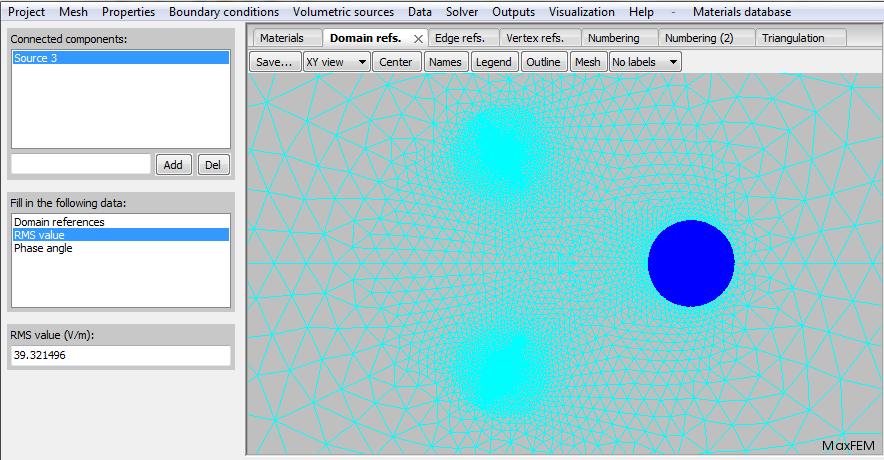 Project Mesh Properties Boundary conditions Volumetric sources Data Solver Outputs Visualization Help - Materials database
Connected components:
Source 3
Add Del
Fill in the following data:
Domain references
RMS value
Phase angle
RMS value (V/m):
39.321496
Materials Domain refs. Edge refs. Vertex refs. Numbering Numbering (2) Triangulation
Save... XY view Center Names Legend Outline Mesh No labels
MaxFEM